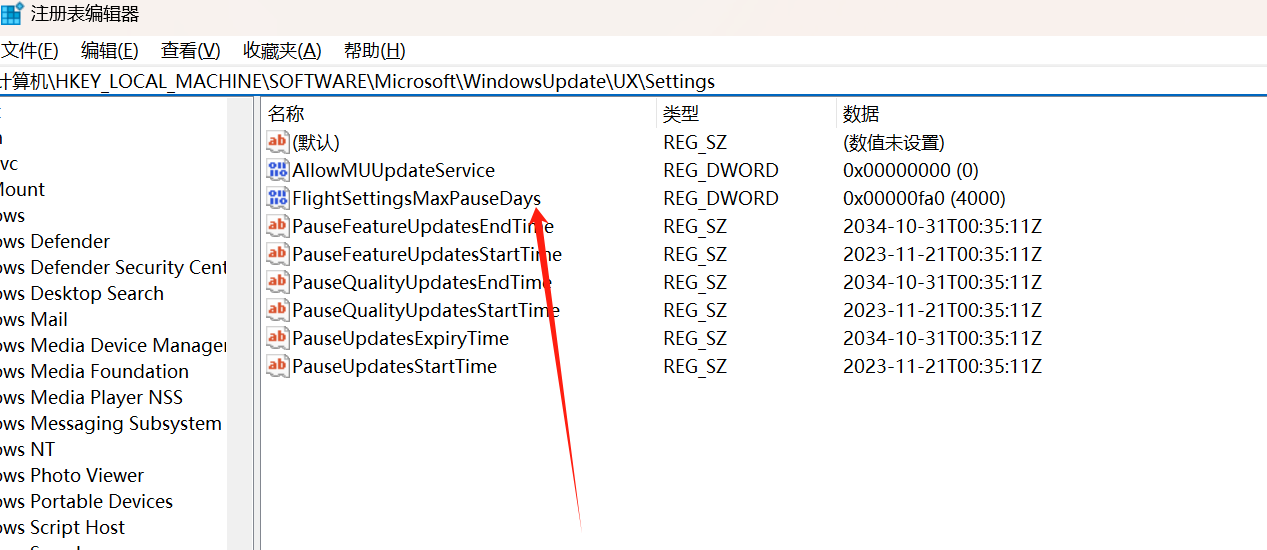 注册表编辑器
文件(F) 编辑(E) 查看(V) 收藏夹(A) 帮助(H)
计算机\HKEY_LOCAL_MACHINE\SOFTWARE\Microsoft\WindowsUpdate\UX\Settings
名称 类型 数据
(默认) REG_SZ (数值未设置)
AllowMUUpdateService REG_DWORD 0x00000000 (0)
FlightSettingsMaxPauseDays REG_DWORD 0x00000fa0 (4000)
PauseFeatureUpdatesEndTime REG_SZ 2034-10-31T00:35:11Z
PauseFeatureUpdatesStartTime REG_SZ 2023-11-21T00:35:11Z
PauseQualityUpdatesEndTime REG_SZ 2034-10-31T00:35:11Z
PauseQualityUpdatesStartTime REG_SZ 2023-11-21T00:35:11Z
PauseUpdatesExpiryTime REG_SZ 2034-10-31T00:35:11Z
PauseUpdatesStartTime REG_SZ 2023-11-21T00:35:11Z
vc
Mount
ows
ows Defender
ows Defender Security Cent
ows Desktop Search
ows Mail
ows Media Device Manager
ows Media Foundation
ows Media Player NSS
ows Messaging Subsystem
ows NT
ows Photo Viewer
ows Portable Devices
ows Script Host